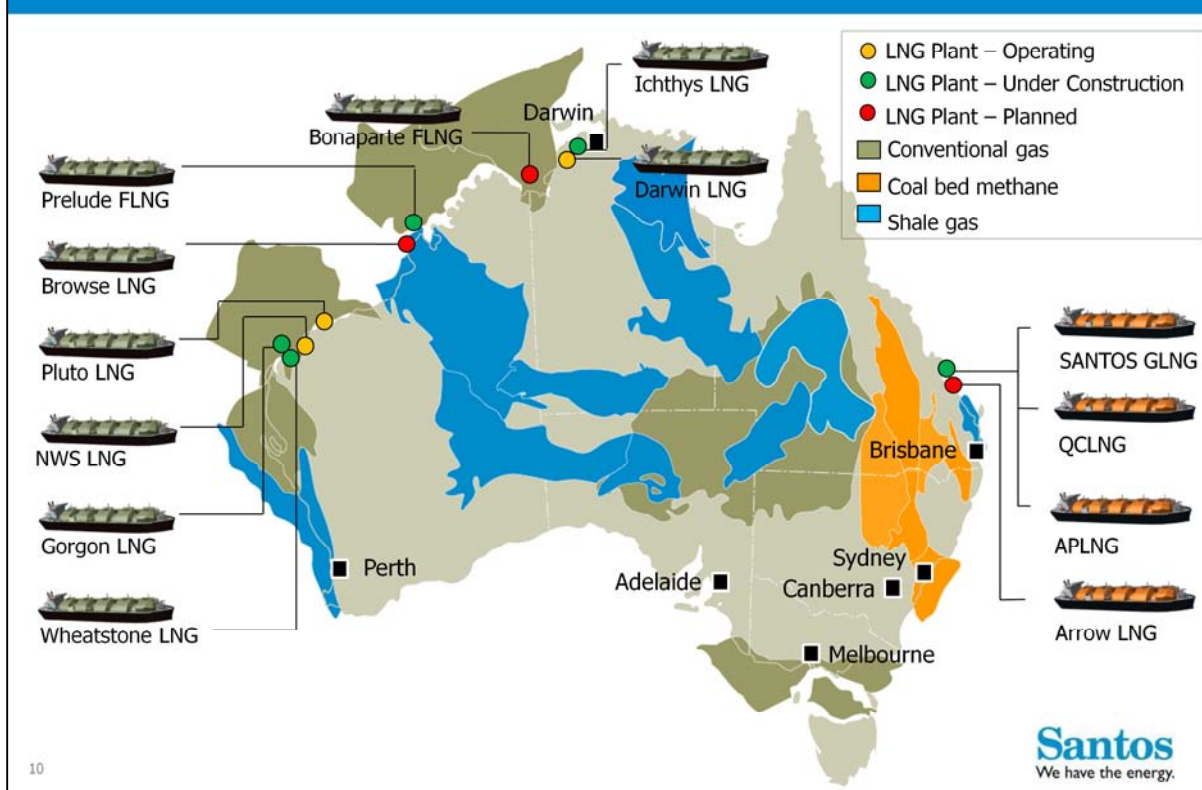 LNG Plant – Operating
LNG Plant – Under Construction
LNG Plant – Planned
Conventional gas
Coal bed methane
Shale gas
Ichthys LNG
Darwin
Bonaparte FLNG
Darwin LNG
Prelude FLNG
Browse LNG
Pluto LNG
NWS LNG
Gorgon LNG
Wheatstone LNG
SANTOS GLNG
QCLNG
APLNG
Arrow LNG
Brisbane
Perth
Adelaide
Sydney
Canberra
Melbourne
10
Santos
We have the energy.